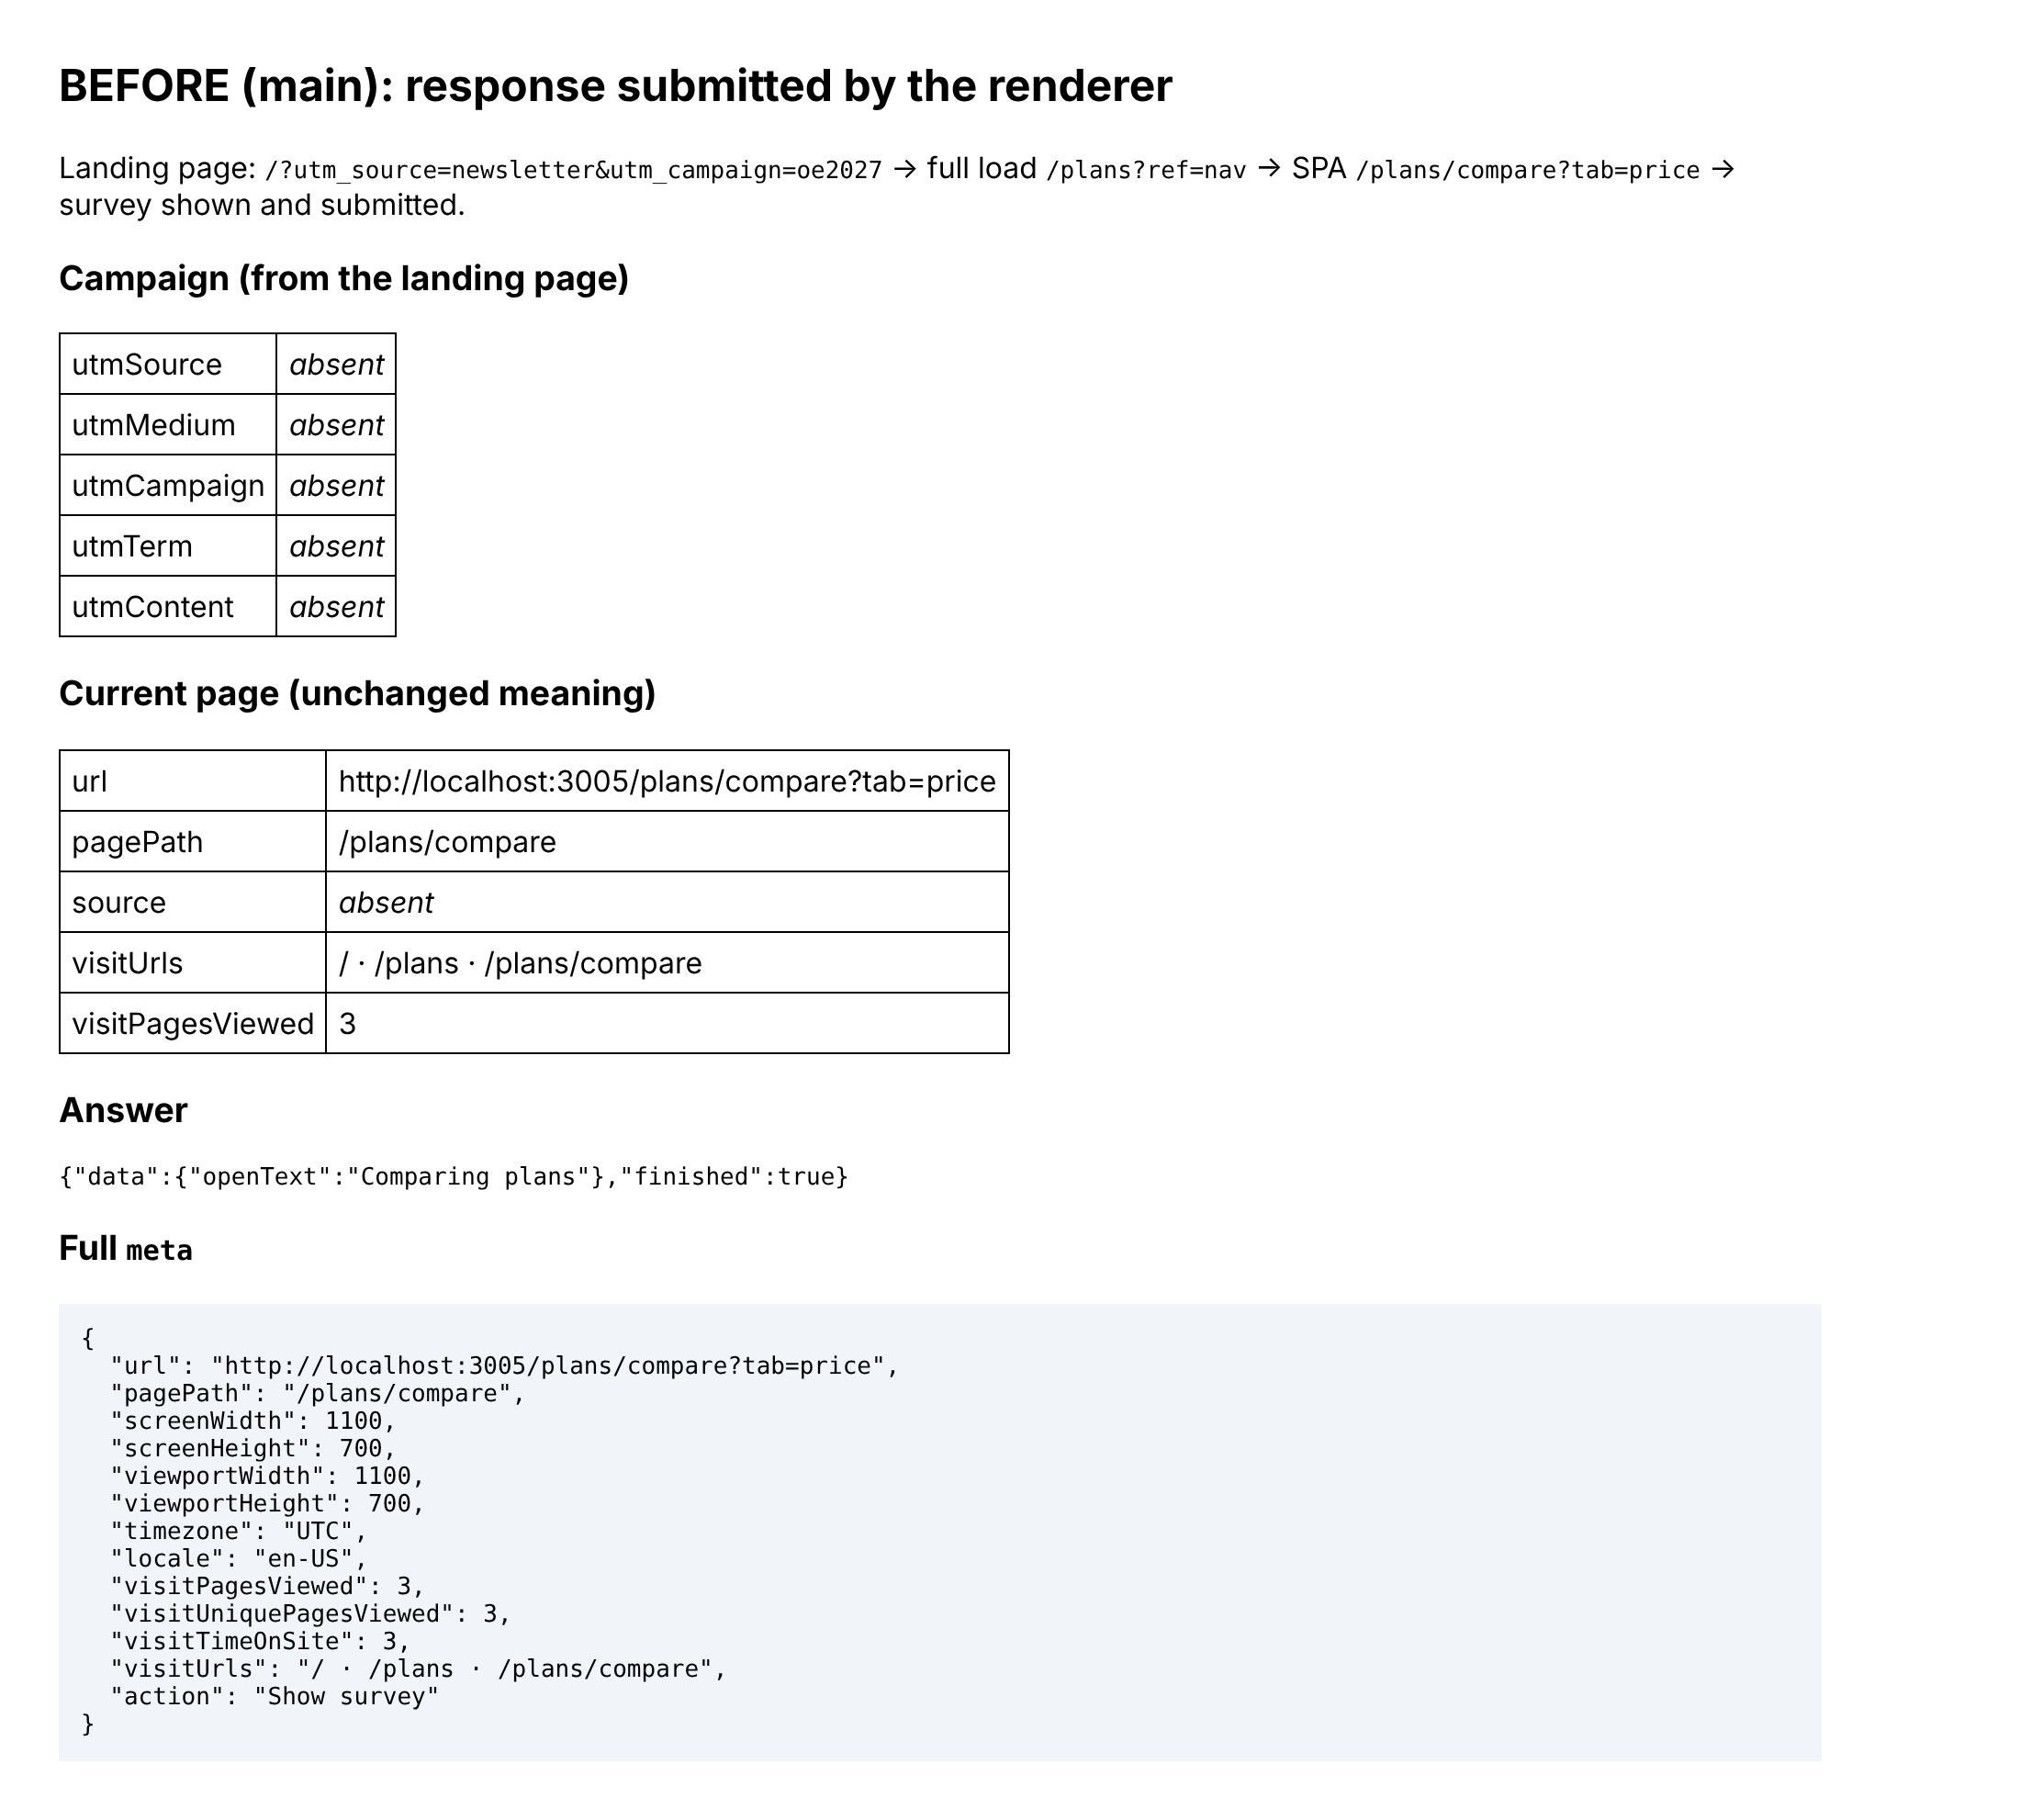 BEFORE (main): response submitted by the renderer
Landing page: /?utm_source=newsletter&utm_campaign=oe2027 → full load /plans?ref=nav → SPA /plans/compare?tab=price →
survey shown and submitted.
Campaign (from the landing page)
utmSource absent
utmMedium absent
utmCampaign absent
utmTerm absent
utmContent absent
Current page (unchanged meaning)
url http://localhost:3005/plans/compare?tab=price
pagePath /plans/compare
source absent
visitUrls / · /plans · /plans/compare
visitPagesViewed 3
Answer
{"data":{"openText":"Comparing plans"},"finished":true}
Full meta
{
  "url": "http://localhost:3005/plans/compare?tab=price",
  "pagePath": "/plans/compare",
  "screenWidth": 1100,
  "screenHeight": 700,
  "viewportWidth": 1100,
  "viewportHeight": 700,
  "timezone": "UTC",
  "locale": "en-US",
  "visitPagesViewed": 3,
  "visitUniquePagesViewed": 3,
  "visitTimeOnSite": 3,
  "visitUrls": "/ · /plans · /plans/compare",
  "action": "Show survey"
}